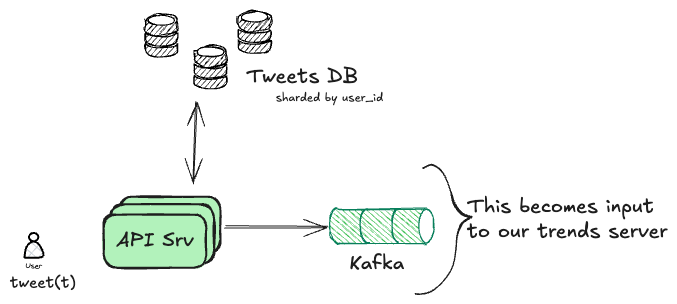 Tweets DB
sharded by user_id
API Srv
This becomes input
to our trends server
User
tweet(t)
Kafka